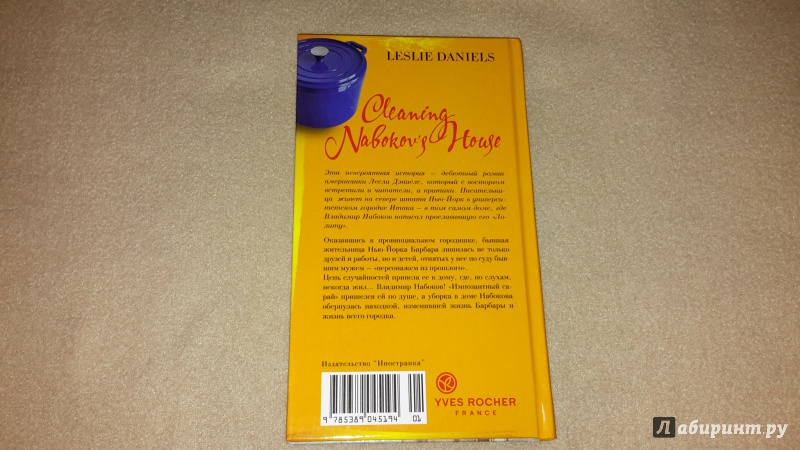 LESLIE DANIELS
Cleaning
Nabokov's House
Эта невероятная история – дебютный роман
американки Лесли Дэниелс, который с восторгом
встретили и читатели, и критики. Писательни-
ца живет на севере штата Нью-Йорк в универси-
тетском городке Итака – в том самом доме, где
Владимир Набоков написал прославившую его «Ло-
литу».
Оказавшись в провинциальном городишке, бывшая
жительница Нью-Йорка Барбара лишилась не только
друзей и работы, но и детей, отнятых у нее по суду быв-
шим мужем – «персонажем из прошлого».
Цепь случайностей привела ее к дому, где, по слухам,
некогда жил... Владимир Набоков! «Импозантный са-
рай» пришелся ей по душе, а уборка в доме Набокова
обернулась находкой, изменившей жизнь Барбары и
жизнь всего городка.
Издательство "Иностранка"
9 785389 045194 01
YVES ROCHER
FRANCE
Лабиринт.ру